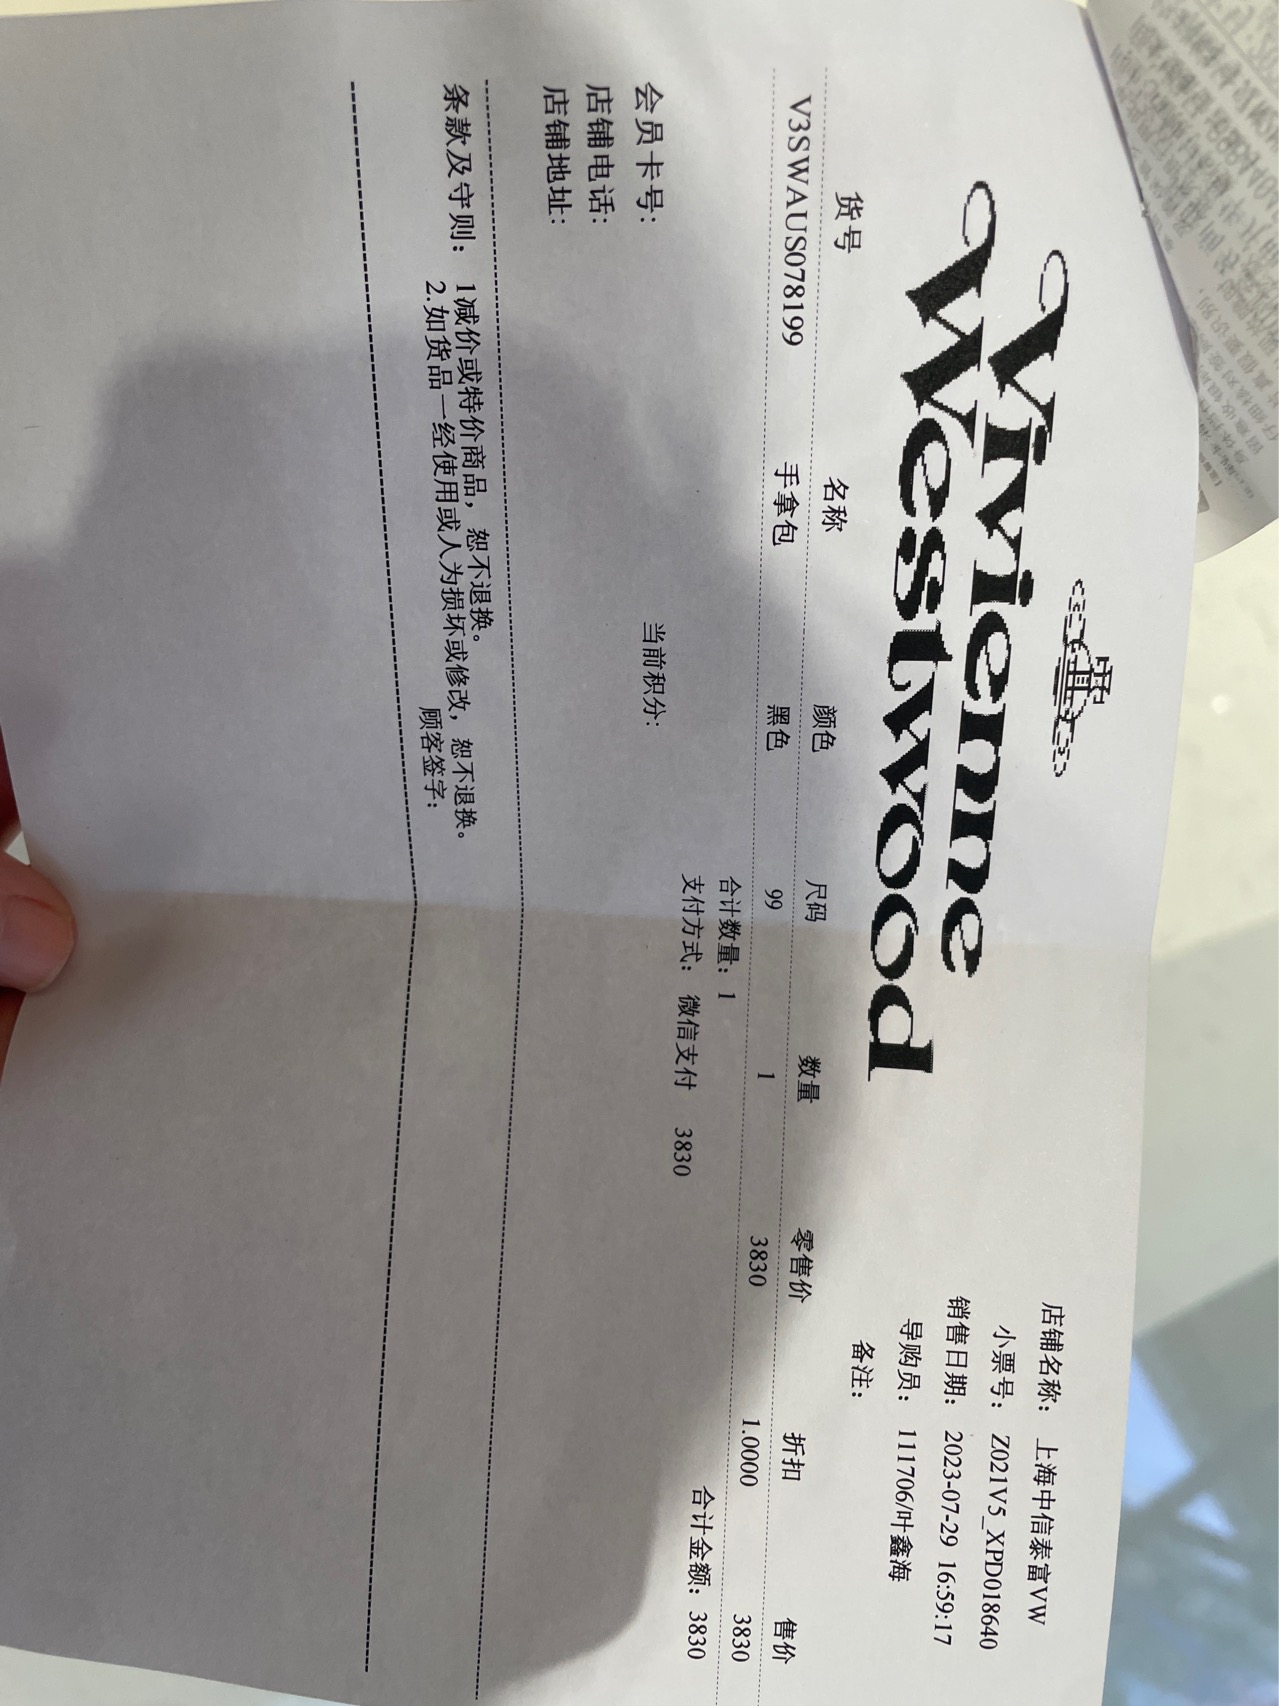 Vivienne
Westwood
店铺名称： 上海中信泰富VW
小票号： Z021V5_XPD018640
销售日期： 2023-07-29 16:59:17
导购员： 111706/叶鑫海
备注：
货号 名称 颜色 尺码 数量 零售价 折扣 售价
V3SWAUS078199 手拿包 黑色 99 1 3830 1.0000 3830
合计数量：1 合计金额：3830
支付方式： 微信支付 3830
会员卡号： 当前积分：
店铺电话：
店铺地址：
条款及守则： 1减价或特价商品，恕不退换。
2.如货品一经使用或人为损坏或修改，恕不退换。
顾客签字：